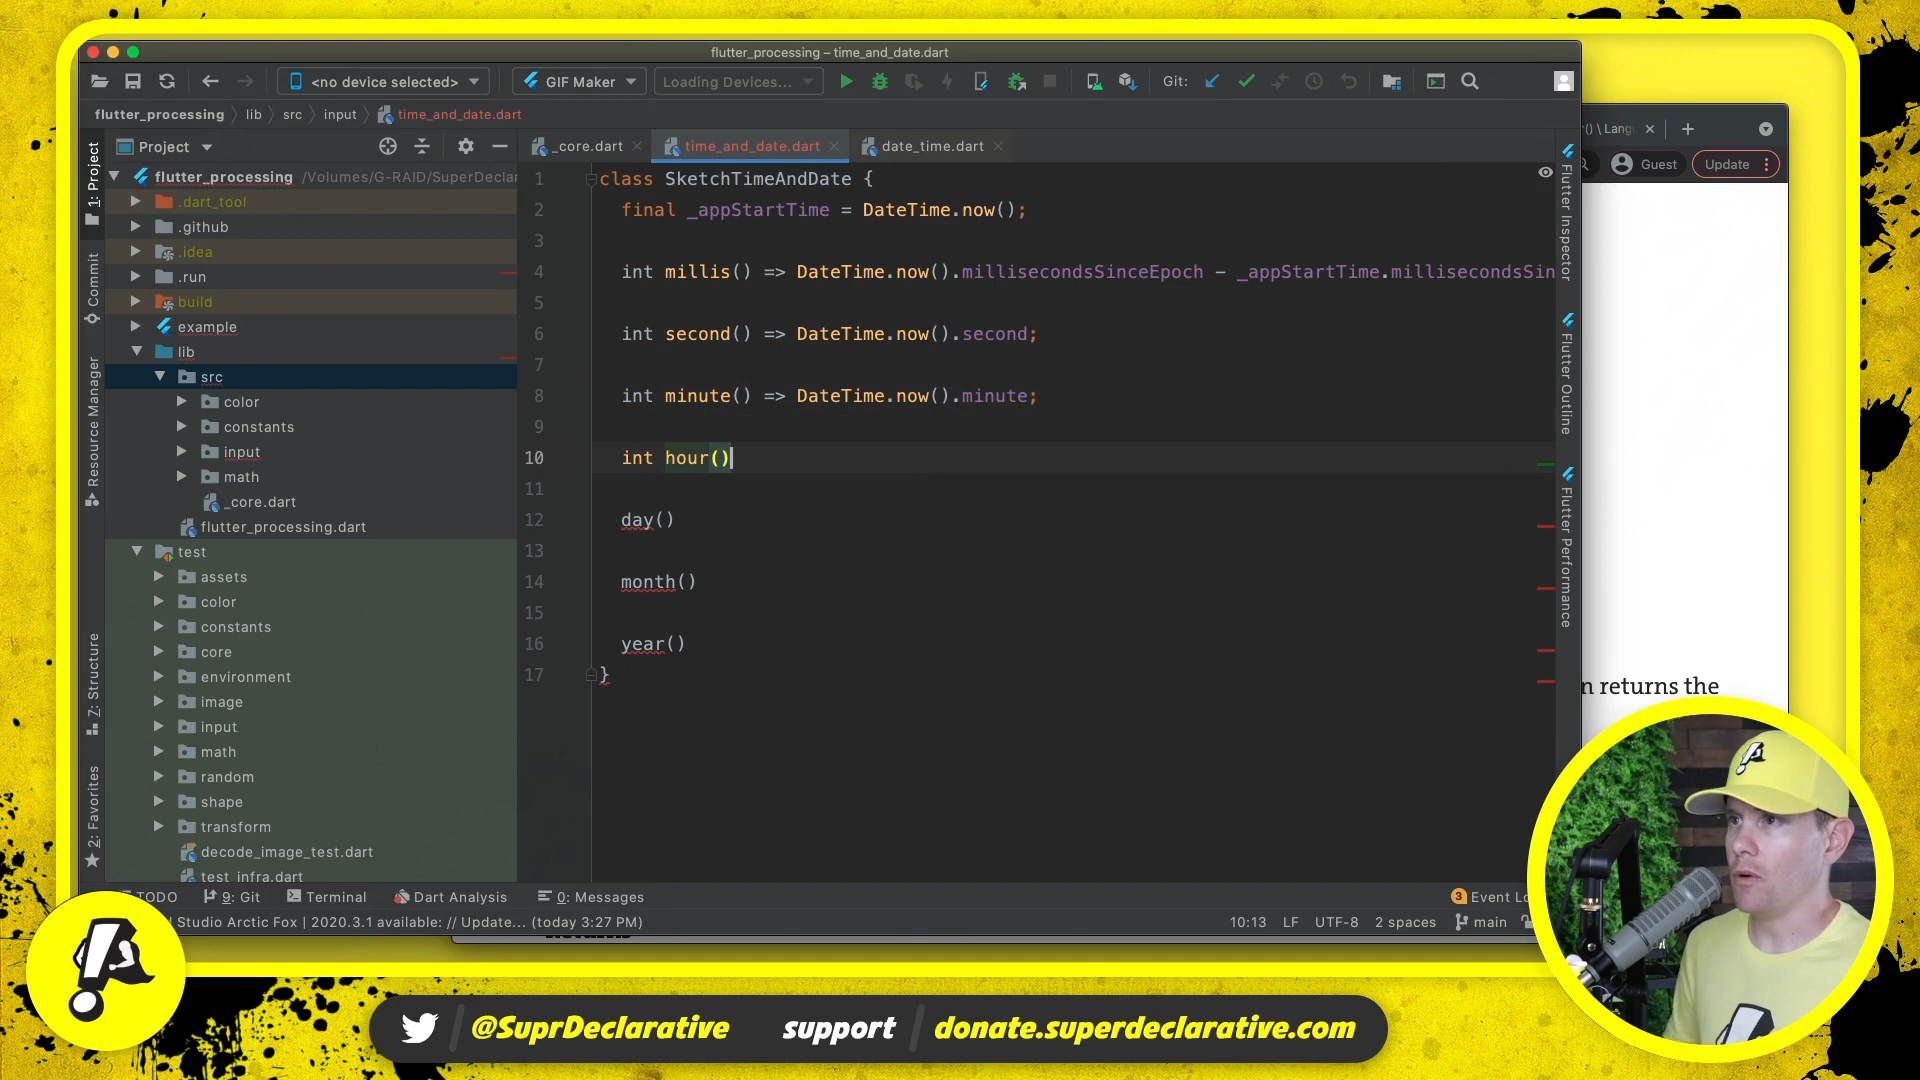 flutter_processing – time_and_date.dart
<no device selected>
GIF Maker
Loading Devices...
Git:
flutter_processing
lib
src
input
time_and_date.dart
Project
_core.dart
time_and_date.dart
date_time.dart
1: Project
Commit
Resource Manager
7: Structure
2: Favorites
flutter_processing /Volumes/G-RAID/SuperDeclar
.dart_tool
.github
.idea
.run
build
example
lib
src
color
constants
input
math
_core.dart
flutter_processing.dart
test
assets
color
constants
core
environment
image
input
math
random
shape
transform
decode_image_test.dart
test_infra.dart
1 class SketchTimeAndDate {
2 final _appStartTime = DateTime.now();
3
4 int millis() => DateTime.now().millisecondsSinceEpoch - _appStartTime.millisecondsSin
5
6 int second() => DateTime.now().second;
7
8 int minute() => DateTime.now().minute;
9
10 int hour()
11
12 day()
13
14 month()
15
16 year()
17 }
Flutter Inspector
Flutter Outline
Flutter Performance
() \ Lang
Guest
Update
n returns the
TODO
9: Git
Terminal
Dart Analysis
0: Messages
3 Event Lo
Studio Arctic Fox | 2020.3.1 available: // Update... (today 3:27 PM)
10:13
LF
UTF-8
2 spaces
main
@SuprDeclarative
support
donate.superdeclarative.com